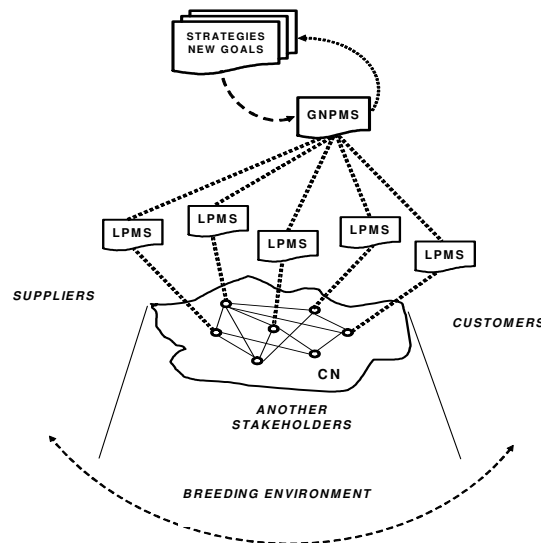 STRATEGIES
NEW GOALS
GNPMS
LPMS
LPMS
LPMS
LPMS
LPMS
SUPPLIERS
CUSTOMERS
CN
ANOTHER
STAKEHOLDERS
BREEDING ENVIRONMENT